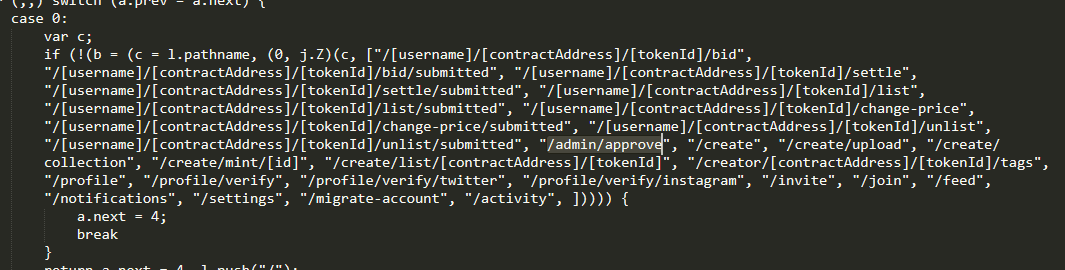 (,,) switch (a.prev = a.next) {
case 0:
var c;
if (!(b = (c = l.pathname, (0, j.Z)(c, ["/[username]/[contractAddress]/[tokenId]/bid",
"/[username]/[contractAddress]/[tokenId]/bid/submitted", "/[username]/[contractAddress]/[tokenId]/settle",
"/[username]/[contractAddress]/[tokenId]/settle/submitted", "/[username]/[contractAddress]/[tokenId]/list",
"/[username]/[contractAddress]/[tokenId]/list/submitted", "/[username]/[contractAddress]/[tokenId]/change-price",
"/[username]/[contractAddress]/[tokenId]/change-price/submitted", "/[username]/[contractAddress]/[tokenId]/unlist",
"/[username]/[contractAddress]/[tokenId]/unlist/submitted", "/admin/approve", "/create", "/create/upload", "/create/
collection", "/create/mint/[id]", "/create/list/[contractAddress]/[tokenId]", "/creator/[contractAddress]/[tokenId]/tags",
"/profile", "/profile/verify", "/profile/verify/twitter", "/profile/verify/instagram", "/invite", "/join", "/feed",
"/notifications", "/settings", "/migrate-account", "/activity", ])))) {
a.next = 4;
break
}
return a.next = 4, l.push("/");